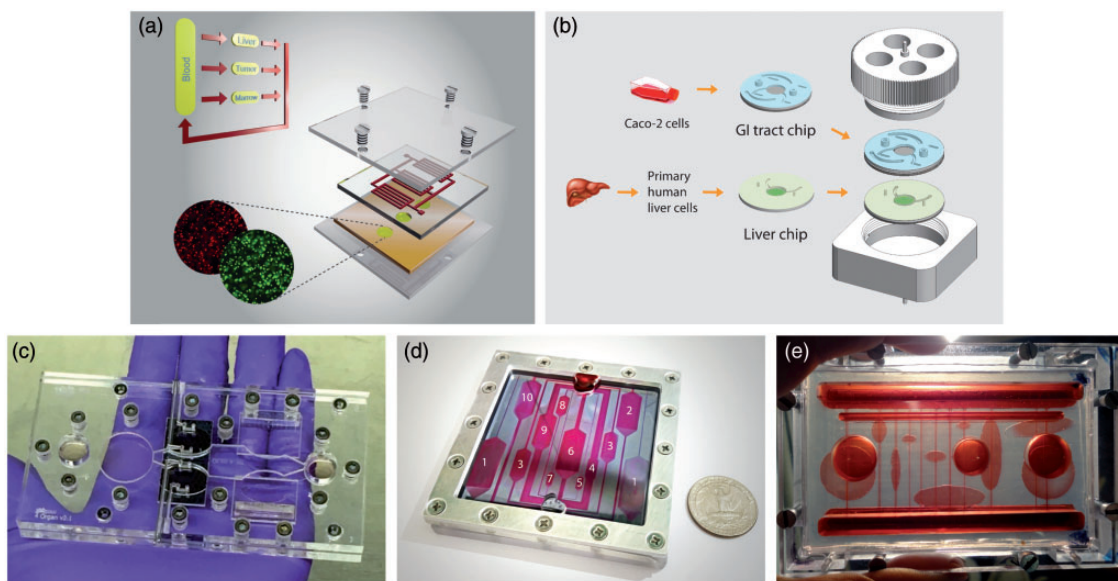 (a)
Blood
Liver
Tumor
Marrow
(b)
Caco-2 cells
GI tract chip
Primary
human
liver cells
Liver chip
(c)
Organ
(d)
10
8
2
9
3
6
1
3
4
1
7
5
(e)